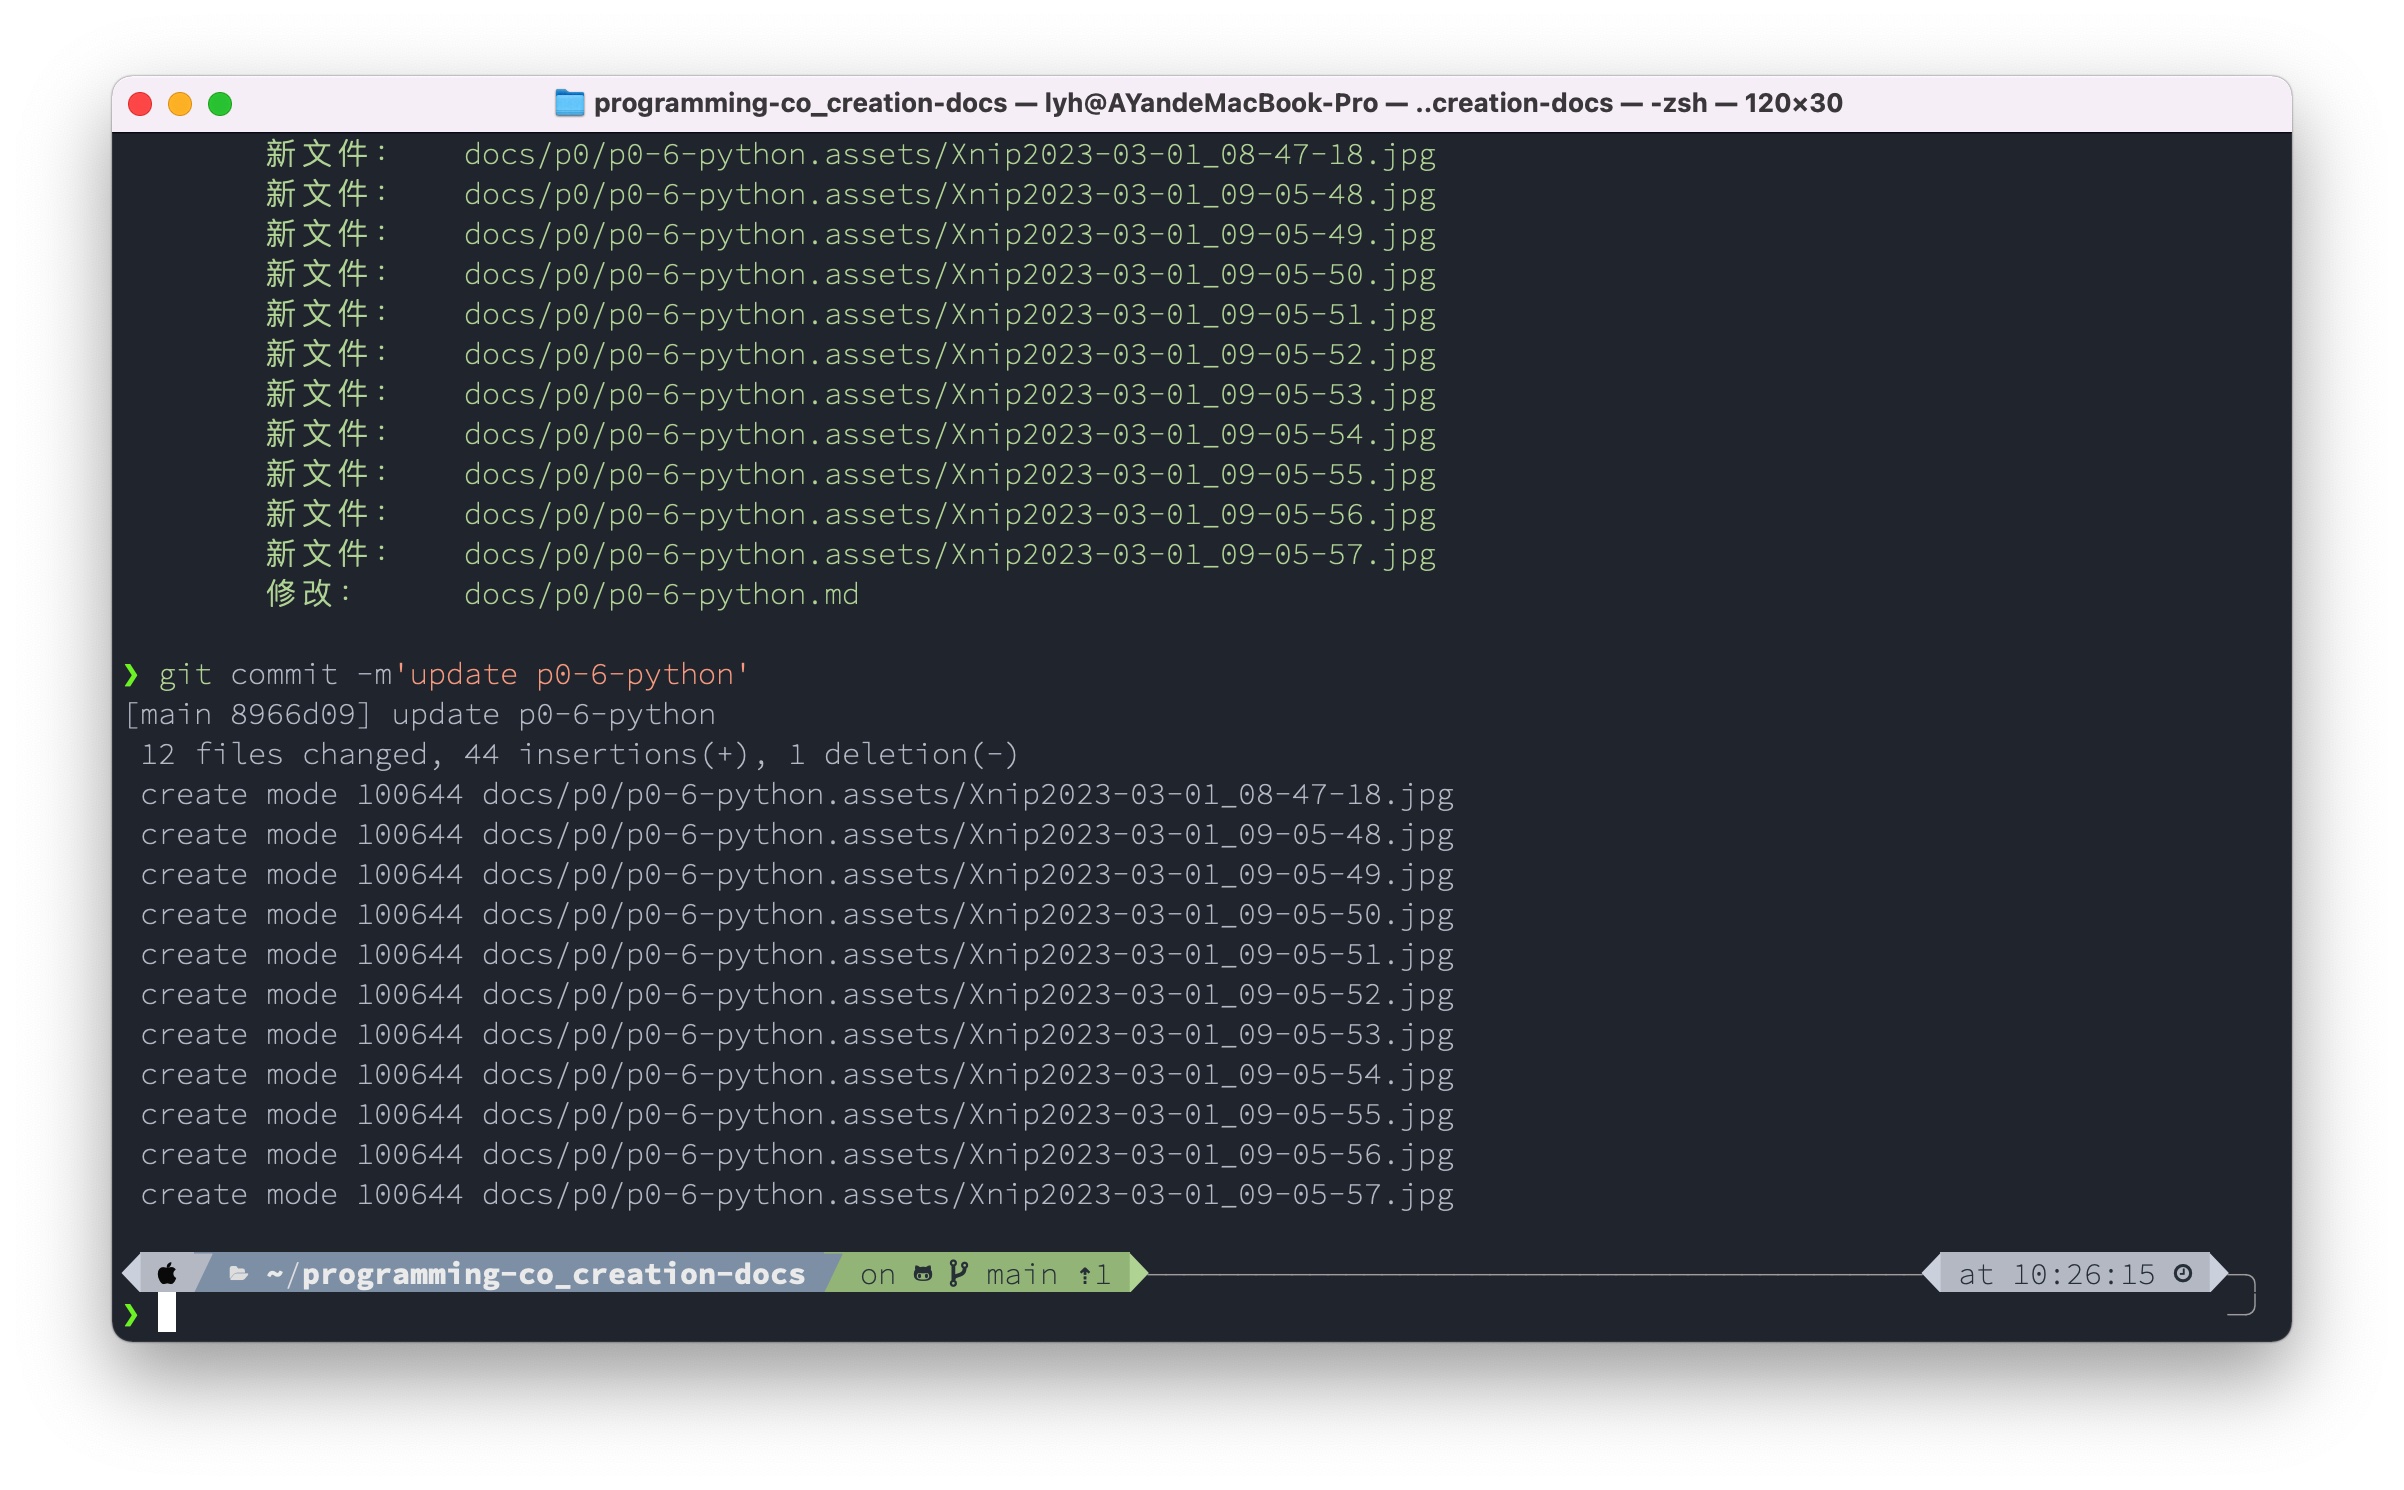 programming-co_creation-docs — lyh@AYandeMacBook-Pro — ..creation-docs — -zsh — 120×30
新文件： docs/p0/p0-6-python.assets/Xnip2023-03-01_08-47-18.jpg
新文件： docs/p0/p0-6-python.assets/Xnip2023-03-01_09-05-48.jpg
新文件： docs/p0/p0-6-python.assets/Xnip2023-03-01_09-05-49.jpg
新文件： docs/p0/p0-6-python.assets/Xnip2023-03-01_09-05-50.jpg
新文件： docs/p0/p0-6-python.assets/Xnip2023-03-01_09-05-51.jpg
新文件： docs/p0/p0-6-python.assets/Xnip2023-03-01_09-05-52.jpg
新文件： docs/p0/p0-6-python.assets/Xnip2023-03-01_09-05-53.jpg
新文件： docs/p0/p0-6-python.assets/Xnip2023-03-01_09-05-54.jpg
新文件： docs/p0/p0-6-python.assets/Xnip2023-03-01_09-05-55.jpg
新文件： docs/p0/p0-6-python.assets/Xnip2023-03-01_09-05-56.jpg
新文件： docs/p0/p0-6-python.assets/Xnip2023-03-01_09-05-57.jpg
修改： docs/p0/p0-6-python.md
❯ git commit -m'update p0-6-python'
[main 8966d09] update p0-6-python
12 files changed, 44 insertions(+), 1 deletion(-)
create mode 100644 docs/p0/p0-6-python.assets/Xnip2023-03-01_08-47-18.jpg
create mode 100644 docs/p0/p0-6-python.assets/Xnip2023-03-01_09-05-48.jpg
create mode 100644 docs/p0/p0-6-python.assets/Xnip2023-03-01_09-05-49.jpg
create mode 100644 docs/p0/p0-6-python.assets/Xnip2023-03-01_09-05-50.jpg
create mode 100644 docs/p0/p0-6-python.assets/Xnip2023-03-01_09-05-51.jpg
create mode 100644 docs/p0/p0-6-python.assets/Xnip2023-03-01_09-05-52.jpg
create mode 100644 docs/p0/p0-6-python.assets/Xnip2023-03-01_09-05-53.jpg
create mode 100644 docs/p0/p0-6-python.assets/Xnip2023-03-01_09-05-54.jpg
create mode 100644 docs/p0/p0-6-python.assets/Xnip2023-03-01_09-05-55.jpg
create mode 100644 docs/p0/p0-6-python.assets/Xnip2023-03-01_09-05-56.jpg
create mode 100644 docs/p0/p0-6-python.assets/Xnip2023-03-01_09-05-57.jpg
~/programming-co_creation-docs on main ⇡1 at 10:26:15
❯